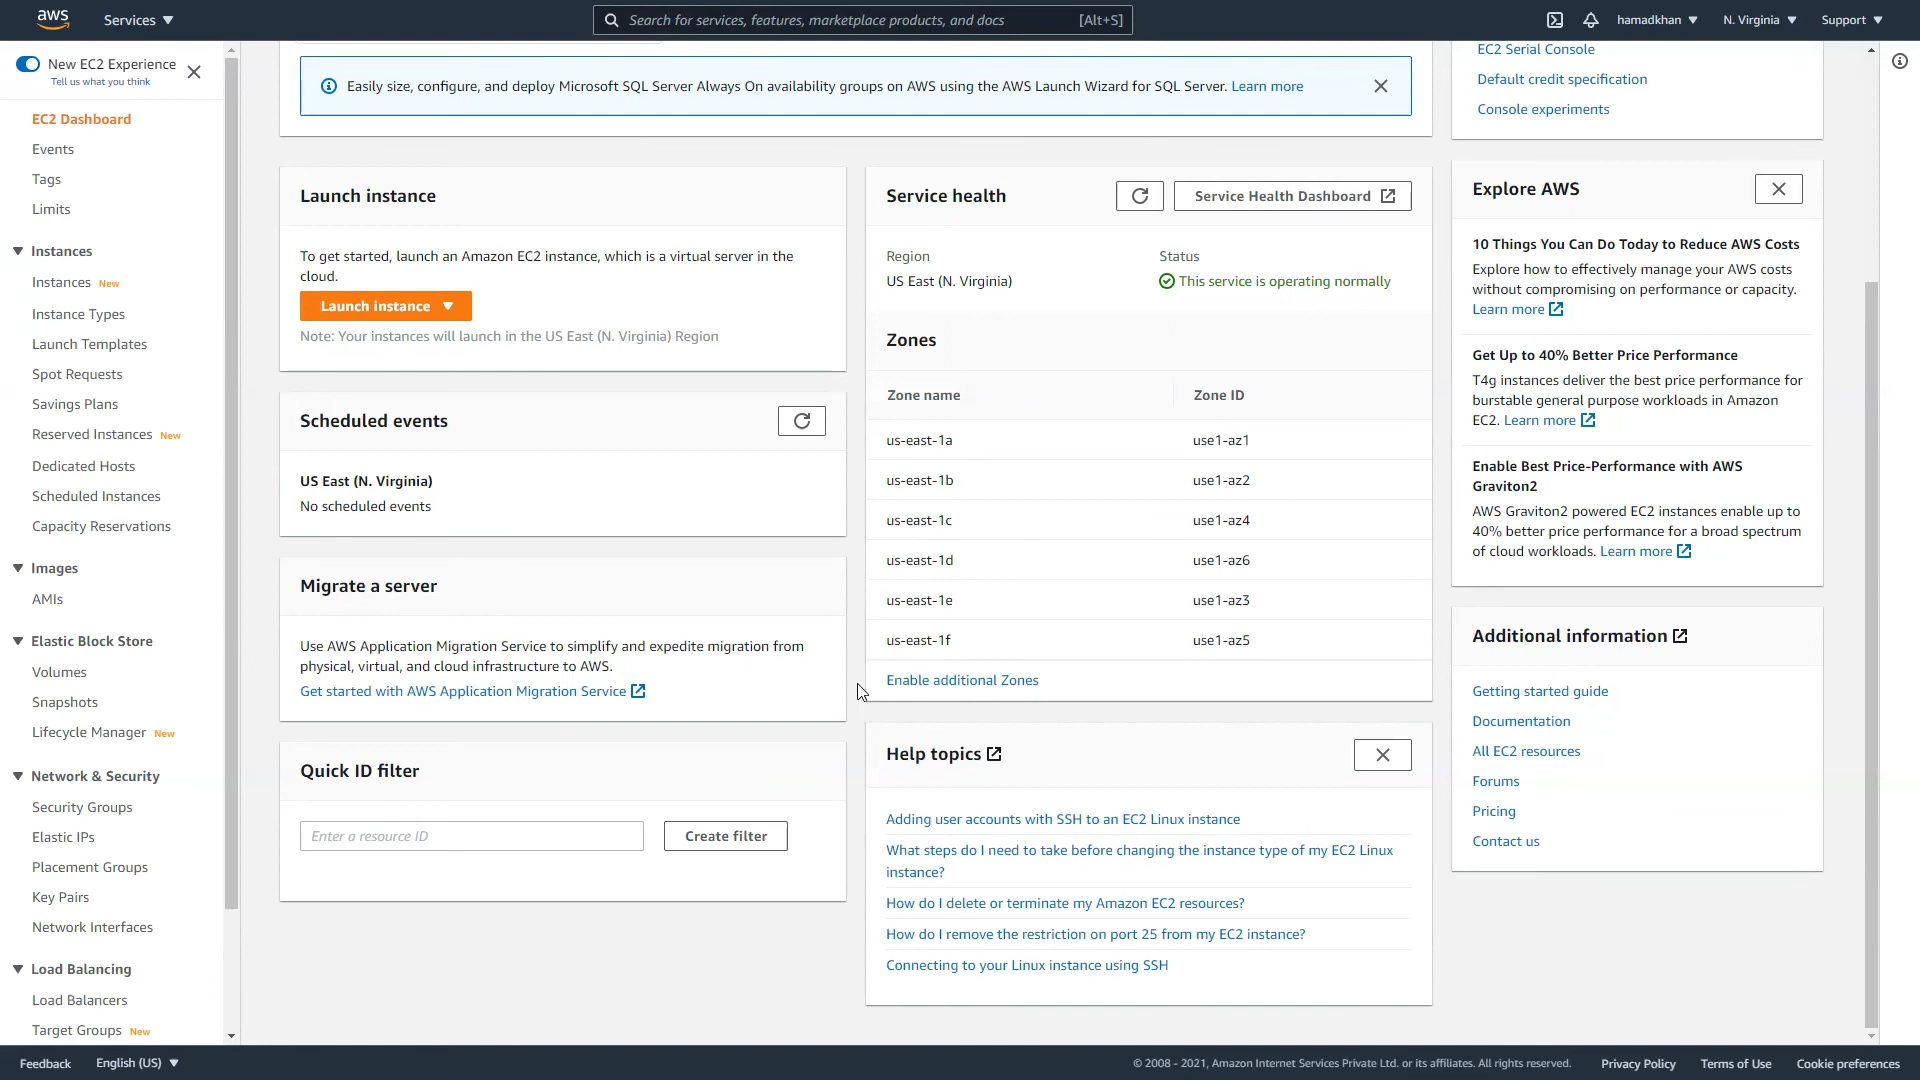 aws
Services
Search for services, features, marketplace products, and docs
[Alt+S]
hamadkhan
N. Virginia
Support
New EC2 Experience
Tell us what you think
EC2 Dashboard
Events
Tags
Limits
Instances
Instances New
Instance Types
Launch Templates
Spot Requests
Savings Plans
Reserved Instances New
Dedicated Hosts
Scheduled Instances
Capacity Reservations
Images
AMIs
Elastic Block Store
Volumes
Snapshots
Lifecycle Manager New
Network & Security
Security Groups
Elastic IPs
Placement Groups
Key Pairs
Network Interfaces
Load Balancing
Load Balancers
Target Groups New
Easily size, configure, and deploy Microsoft SQL Server Always On availability groups on AWS using the AWS Launch Wizard for SQL Server. Learn more
Launch instance
To get started, launch an Amazon EC2 instance, which is a virtual server in the
cloud.
Launch instance
Note: Your instances will launch in the US East (N. Virginia) Region
Scheduled events
US East (N. Virginia)
No scheduled events
Migrate a server
Use AWS Application Migration Service to simplify and expedite migration from
physical, virtual, and cloud infrastructure to AWS.
Get started with AWS Application Migration Service
Quick ID filter
Enter a resource ID
Create filter
Service health
Service Health Dashboard
Region
Status
US East (N. Virginia)
This service is operating normally
Zones
Zone name
Zone ID
us-east-1a
use1-az1
us-east-1b
use1-az2
us-east-1c
use1-az4
us-east-1d
use1-az6
us-east-1e
use1-az3
us-east-1f
use1-az5
Enable additional Zones
Help topics
Adding user accounts with SSH to an EC2 Linux instance
What steps do I need to take before changing the instance type of my EC2 Linux
instance?
How do I delete or terminate my Amazon EC2 resources?
How do I remove the restriction on port 25 from my EC2 instance?
Connecting to your Linux instance using SSH
EC2 Serial Console
Default credit specification
Console experiments
Explore AWS
10 Things You Can Do Today to Reduce AWS Costs
Explore how to effectively manage your AWS costs
without compromising on performance or capacity.
Learn more
Get Up to 40% Better Price Performance
T4g instances deliver the best price performance for
burstable general purpose workloads in Amazon
EC2. Learn more
Enable Best Price-Performance with AWS
Graviton2
AWS Graviton2 powered EC2 instances enable up to
40% better price performance for a broad spectrum
of cloud workloads. Learn more
Additional information
Getting started guide
Documentation
All EC2 resources
Forums
Pricing
Contact us
Feedback
English (US)
© 2008 - 2021, Amazon Internet Services Private Ltd. or its affiliates. All rights reserved.
Privacy Policy
Terms of Use
Cookie preferences